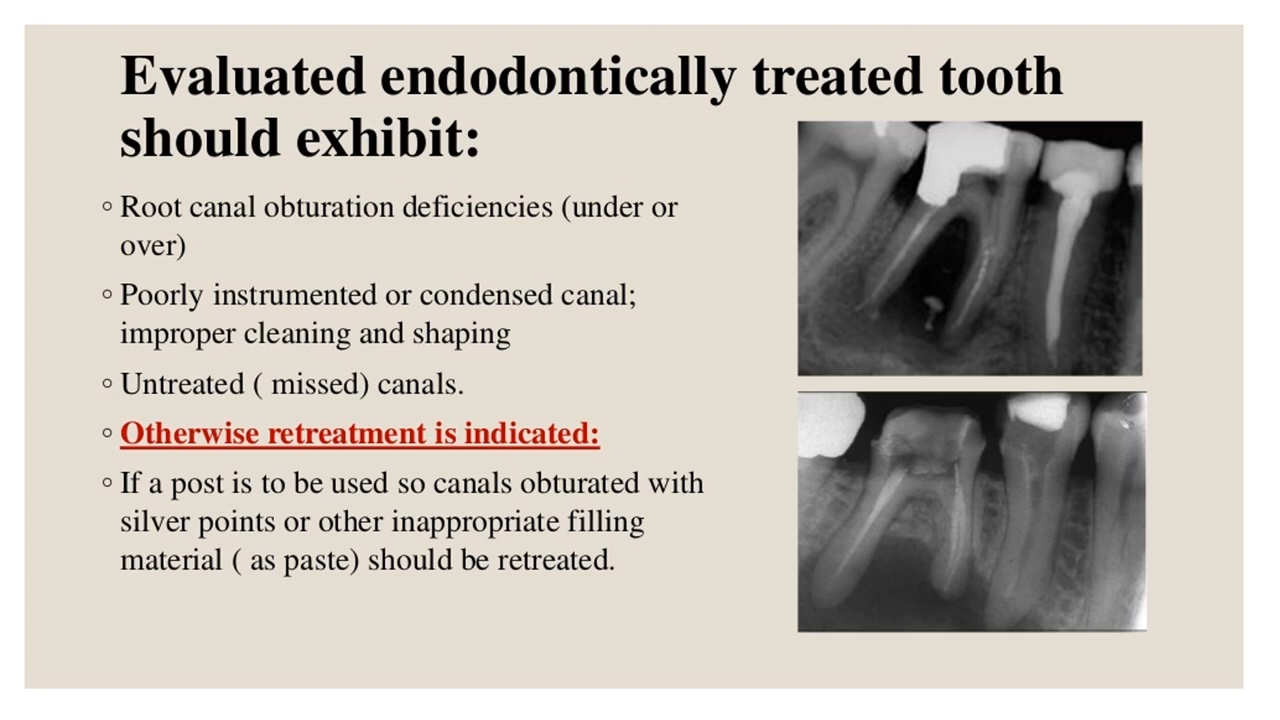 Evaluated endodontically treated tooth
should exhibit:
◦ Root canal obturation deficiencies (under or
over)
◦ Poorly instrumented or condensed canal;
improper cleaning and shaping
◦ Untreated ( missed) canals.
◦ Otherwise retreatment is indicated:
◦ If a post is to be used so canals obturated with
silver points or other inappropriate filling
material ( as paste) should be retreated.